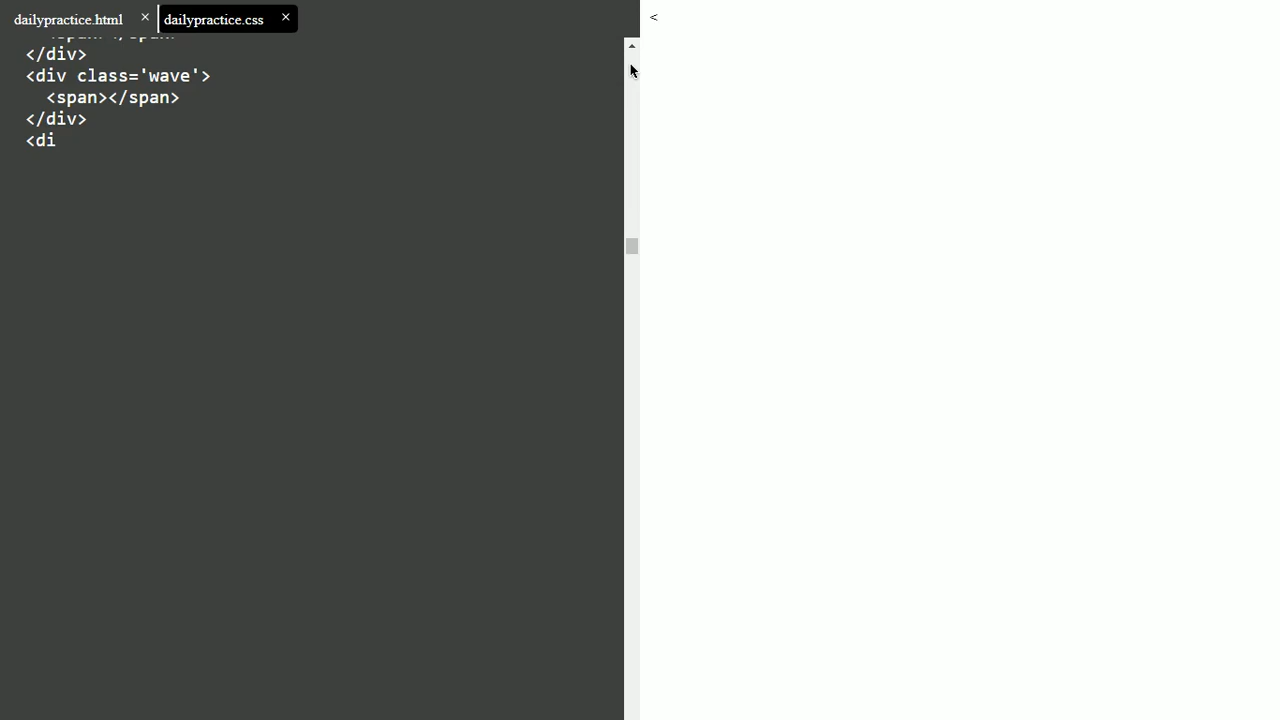 dailypractice.html × dailypractice.css ×
<
</div>
<div class='wave'>
<span></span>
</div>
<di